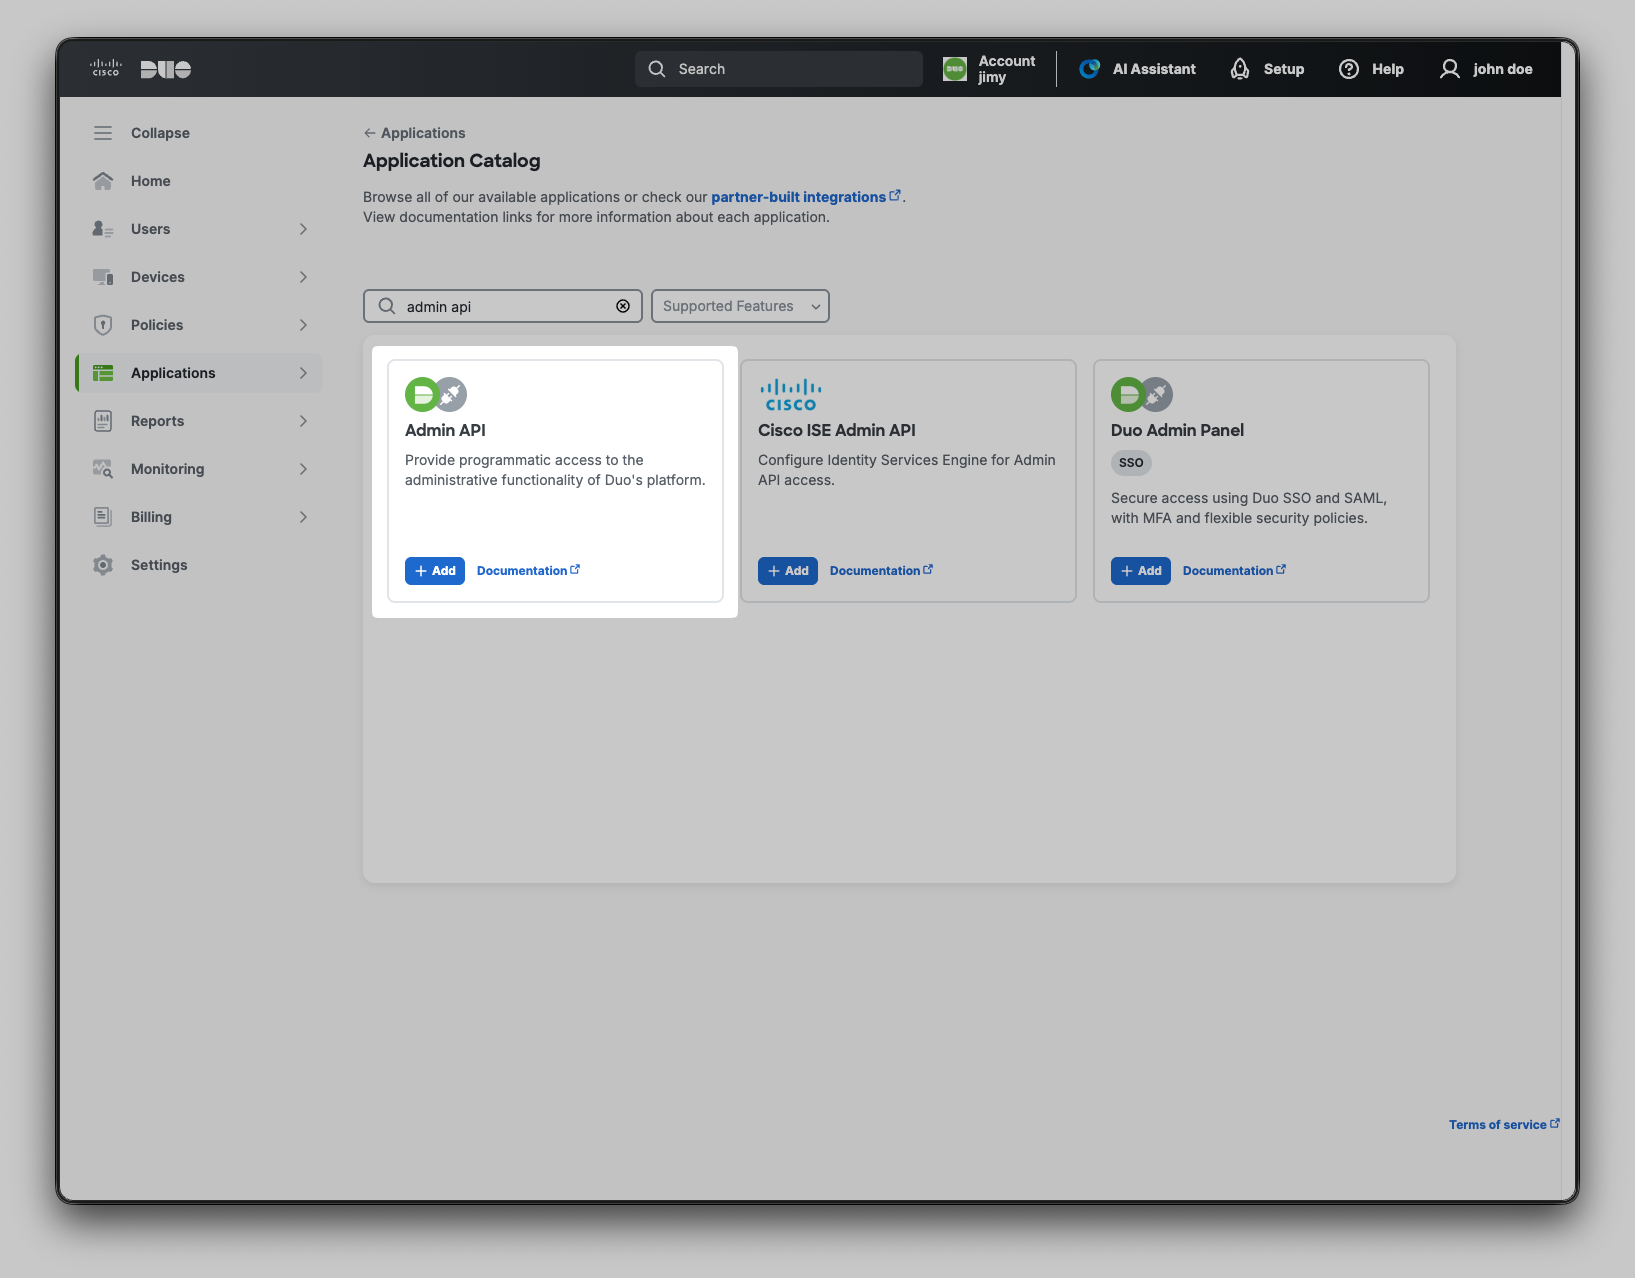 CISCO
DUO
Search
DUO
Account
jimy
AI Assistant
Setup
Help
john doe
Collapse
Home
Users
Devices
Policies
Applications
Reports
Monitoring
Billing
Settings
← Applications
Application Catalog
Browse all of our available applications or check our partner-built integrations.
View documentation links for more information about each application.
admin api
Supported Features
Admin API
Provide programmatic access to the
administrative functionality of Duo's platform.
+ Add
Documentation
CISCO
Cisco ISE Admin API
Configure Identity Services Engine for Admin
API access.
+ Add
Documentation
Duo Admin Panel
SSO
Secure access using Duo SSO and SAML,
with MFA and flexible security policies.
+ Add
Documentation
Terms of service